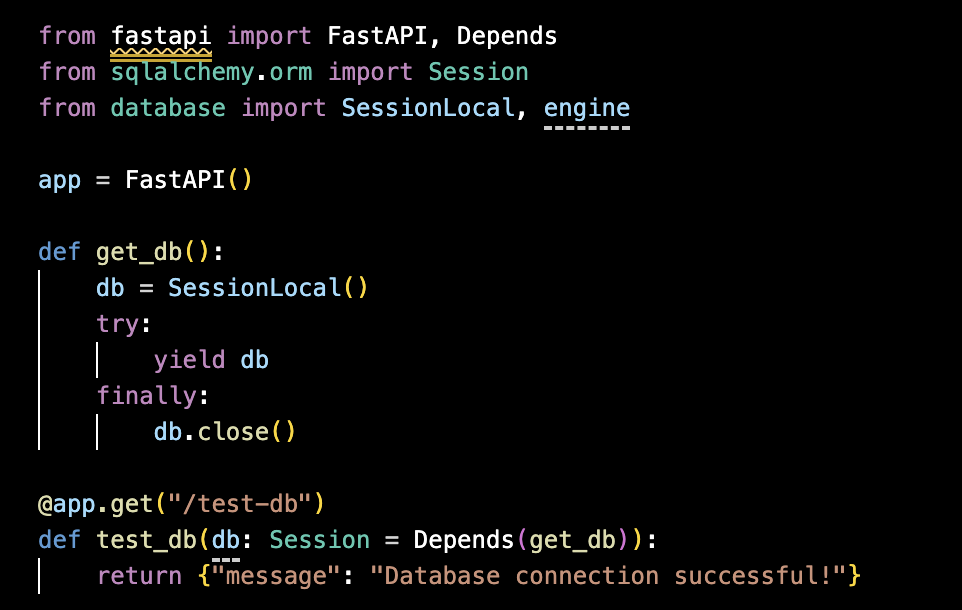 from fastapi import FastAPI, Depends
from sqlalchemy.orm import Session
from database import SessionLocal, engine

app = FastAPI()

def get_db():
    db = SessionLocal()
    try:
        yield db
    finally:
        db.close()

@app.get("/test-db")
def test_db(db: Session = Depends(get_db)):
    return {"message": "Database connection successful!"}